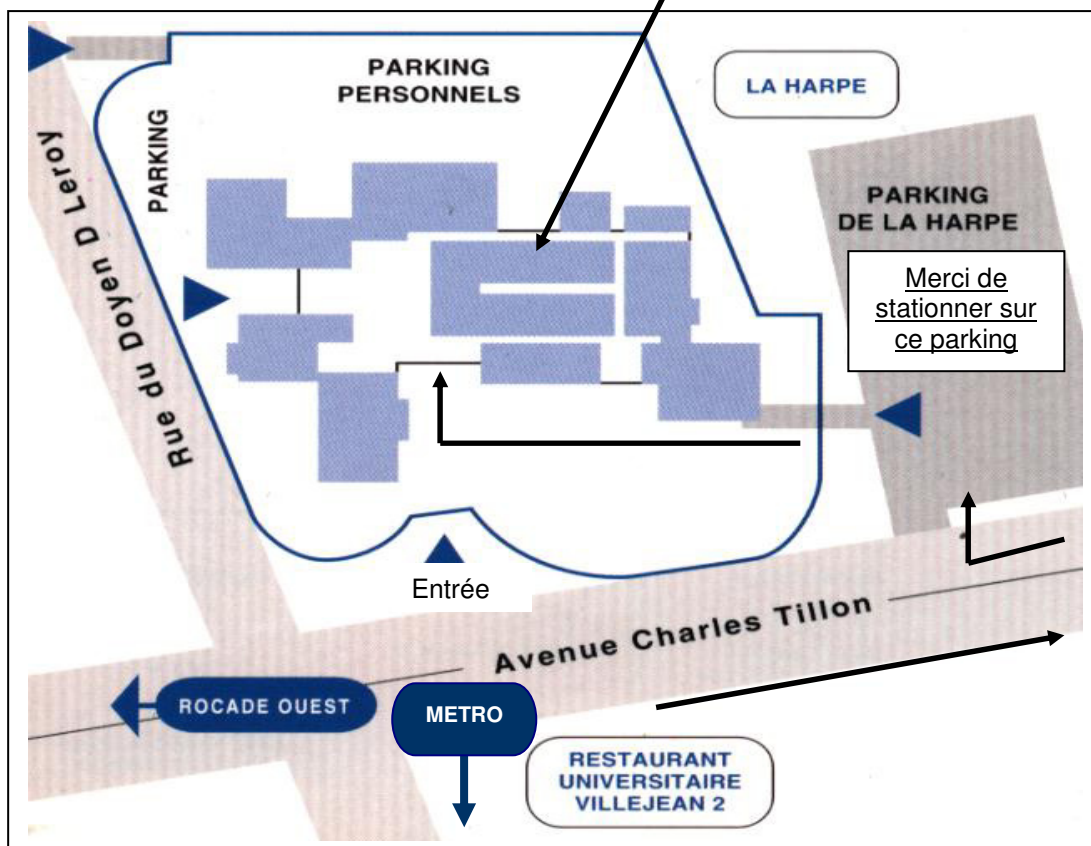 PARKING
PERSONNELS
LA HARPE
PARKING
Rue du Doyen D Leroy
PARKING
DE LA HARPE
Merci de
stationner sur
ce parking
Entrée
Avenue Charles Tillon
ROCADE OUEST
METRO
RESTAURANT
UNIVERSITAIRE
VILLEJEAN 2